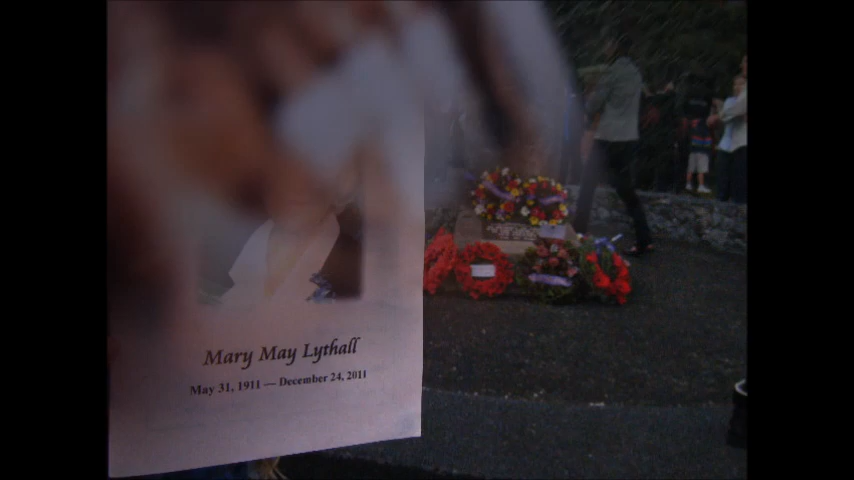 Mary May Lythall
May 31, 1911 — December 24, 2011